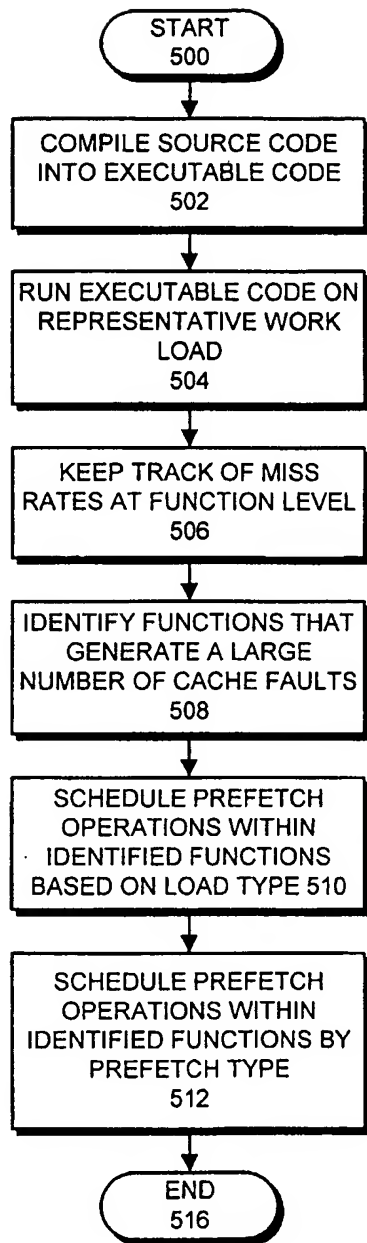 START
500
COMPILE SOURCE CODE
INTO EXECUTABLE CODE
502
RUN EXECUTABLE CODE ON
REPRESENTATIVE WORK
LOAD
504
KEEP TRACK OF MISS
RATES AT FUNCTION LEVEL
506
IDENTIFY FUNCTIONS THAT
GENERATE A LARGE
NUMBER OF CACHE FAULTS
508
SCHEDULE PREFETCH
OPERATIONS WITHIN
IDENTIFIED FUNCTIONS
BASED ON LOAD TYPE 510
SCHEDULE PREFETCH
OPERATIONS WITHIN
IDENTIFIED FUNCTIONS BY
PREFETCH TYPE
512
END
516